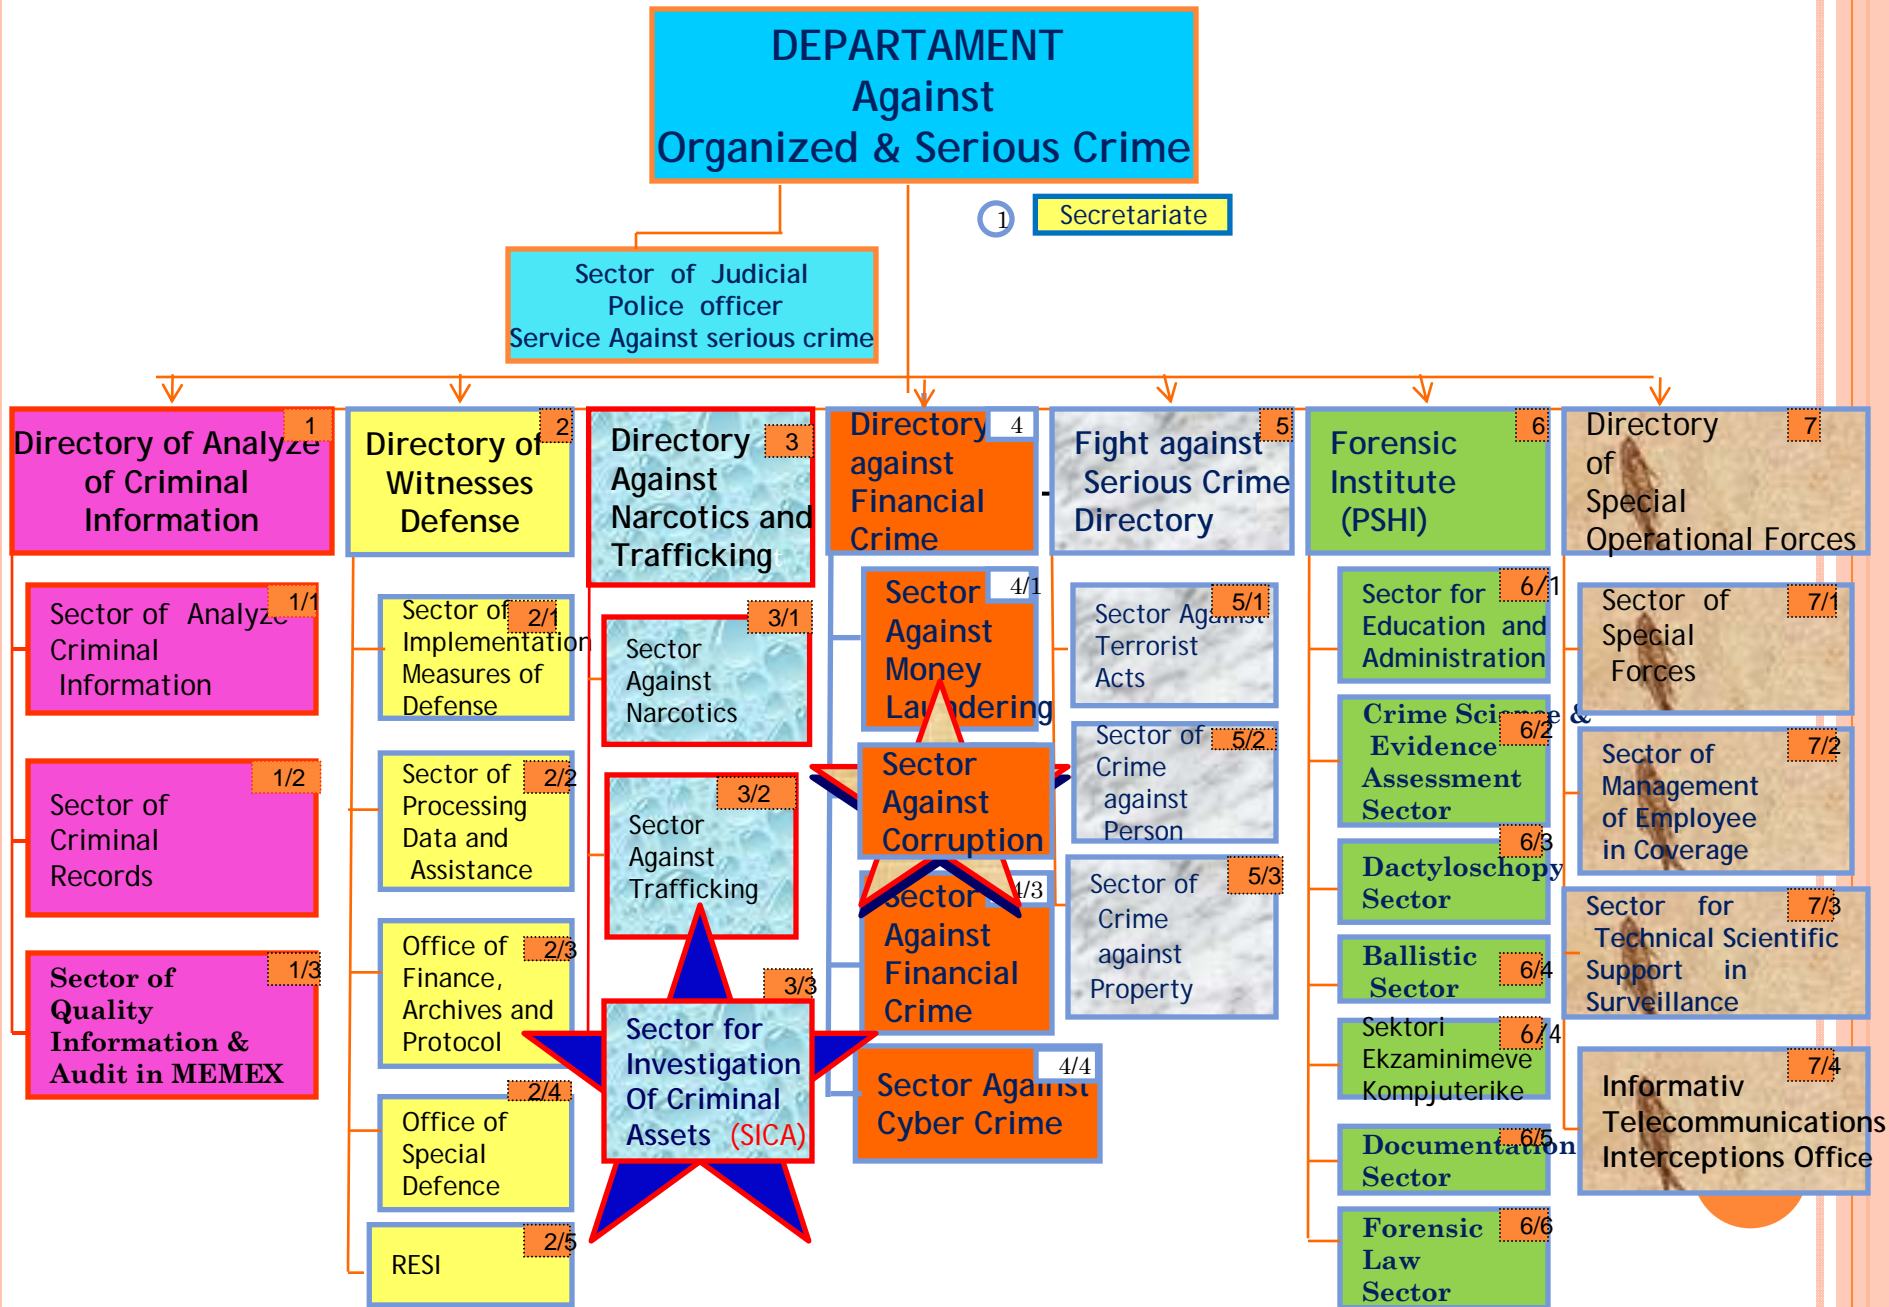 DEPARTAMENT
Against
Organized & Serious Crime
1
Secretariate
Sector of Judicial
Police officer
Service Against serious crime
1
Directory of Analyze
of Criminal
Information
1/1
Sector of Analyze
Criminal
Information
1/2
Sector of
Criminal
Records
1/3
Sector of
Quality
Information &
Audit in MEMEX
2
Directory of
Witnesses
Defense
2/1
Sector of
Implementation
Measures of
Defense
2/2
Sector of
Processing
Data and
Assistance
2/3
Office of
Finance,
Archives and
Protocol
2/4
Office of
Special
Defence
2/5
RESI
3
Directory
Against
Narcotics and
Trafficking
3/1
Sector
Against
Narcotics
3/2
Sector
Against
Trafficking
3/3
Sector for
Investigation
Of Criminal
Assets (SICA)
4
Directory
against
Financial
Crime
-
4/1
Sector
Against
Money
Laundering
Sector
Against
Corruption
4/3
Sector
Against
Financial
Crime
4/4
Sector Against
Cyber Crime
5
Fight against
Serious Crime
Directory
5/1
Sector Against
Terrorist
Acts
5/2
Sector of
Crime
against
Person
5/3
Sector of
Crime
against
Property
6
Forensic
Institute
(PSHI)
6/1
Sector for
Education and
Administration
6/2
Crime Science &
Evidence
Assessment
Sector
6/3
Dactyloschopy
Sector
6/4
Ballistic
Sector
6/4
Sektori
Ekzaminimeve
Kompjuterike
6/5
Documentation
Sector
6/6
Forensic
Law
Sector
7
Directory
of
Special
Operational Forces
7/1
Sector of
Special
Forces
7/2
Sector of
Management
of Employee
in Coverage
7/3
Sector for
Technical Scientific
Support in
Surveillance
7/4
Informativ
Telecommunications
Interceptions Office